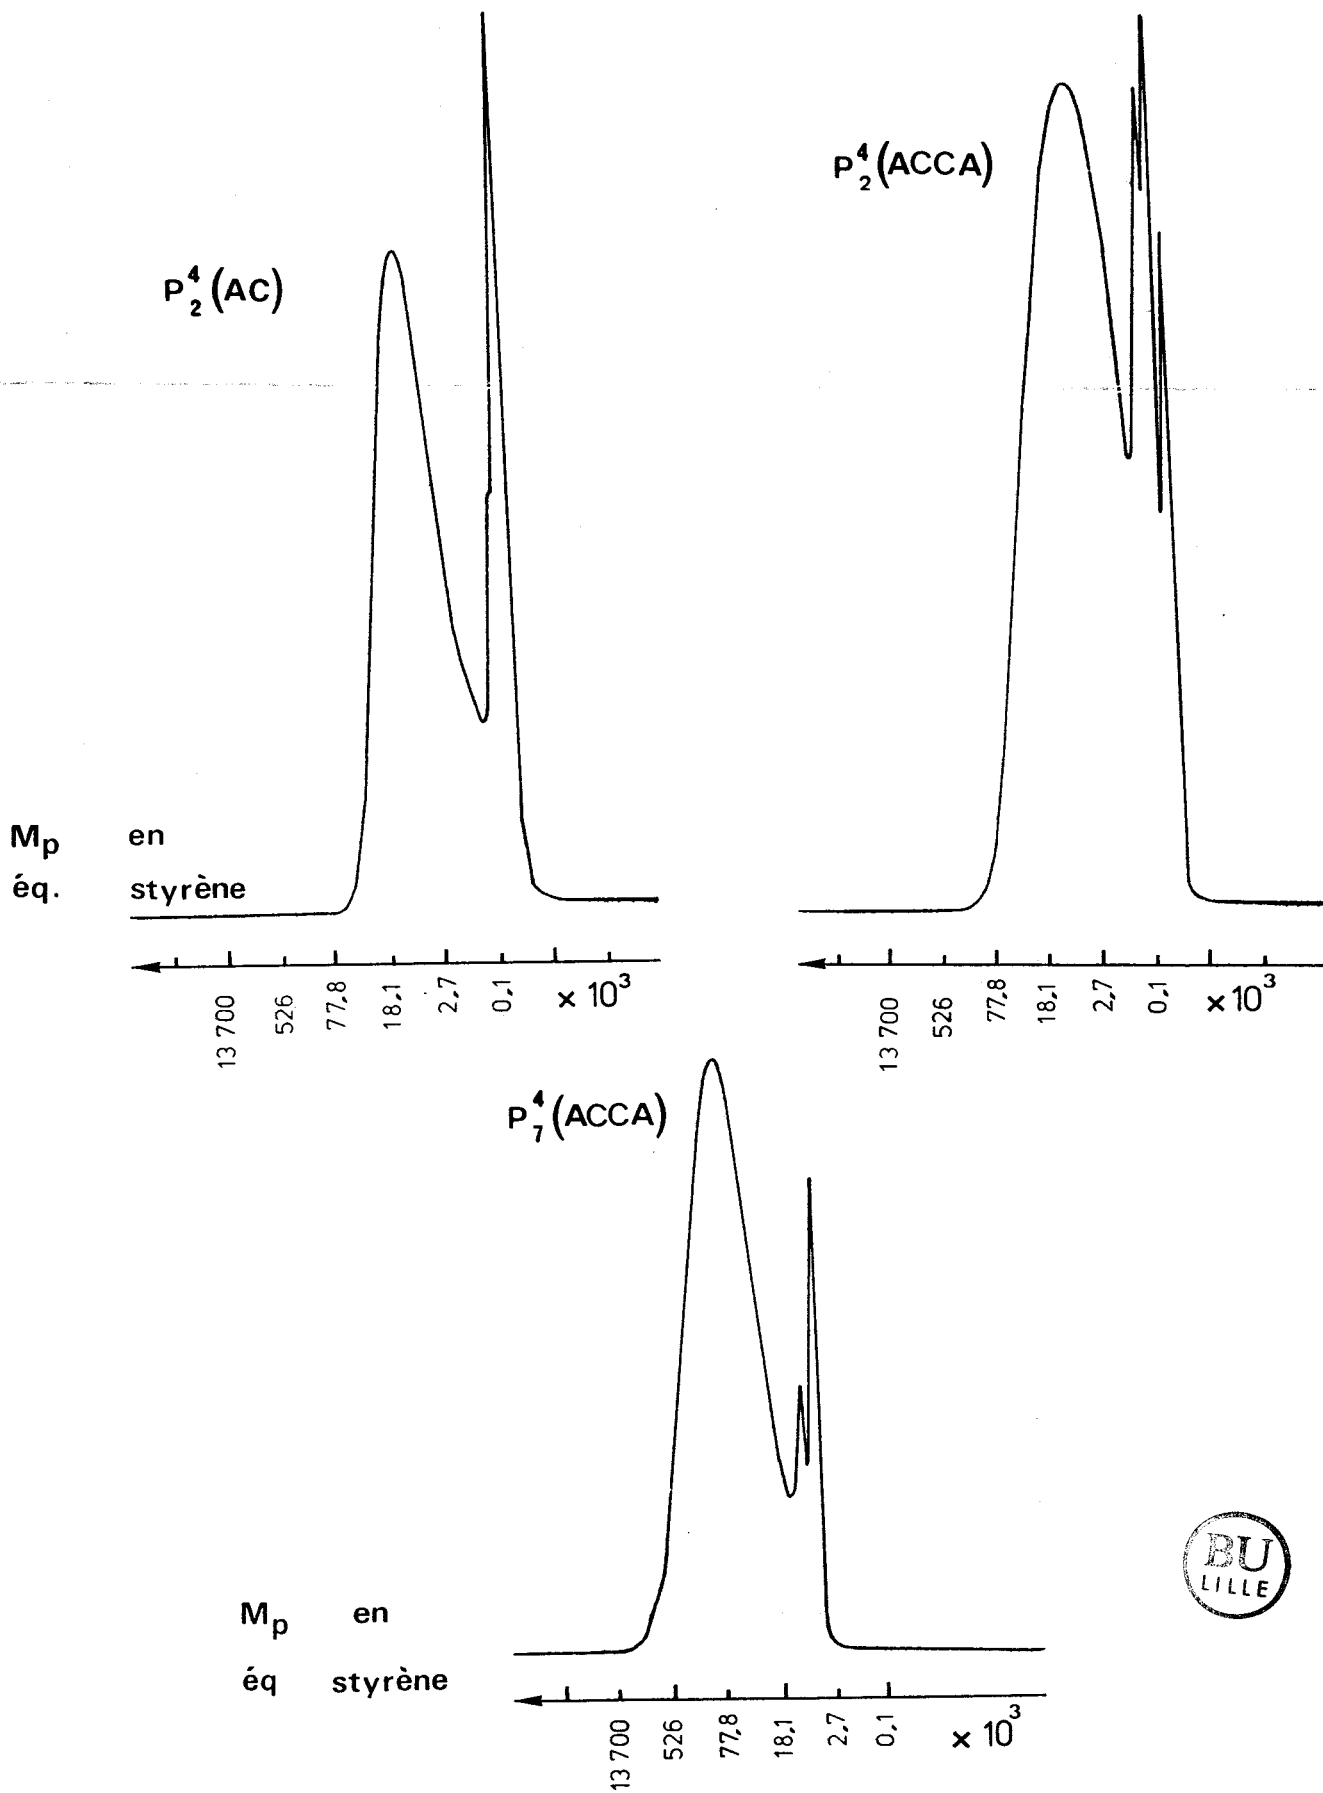 P₂⁴(ACCA)
P₂⁴(AC)
Mp en
éq. styrène
13 700 526 77,8 18,1 2,7 0,1 × 10³
13 700 526 77,8 18,1 2,7 0,1 × 10³
P₇⁴(ACCA)
Mp en
éq styrène
13 700 526 77,8 18,1 2,7 0,1 × 10³
BU
LILLE